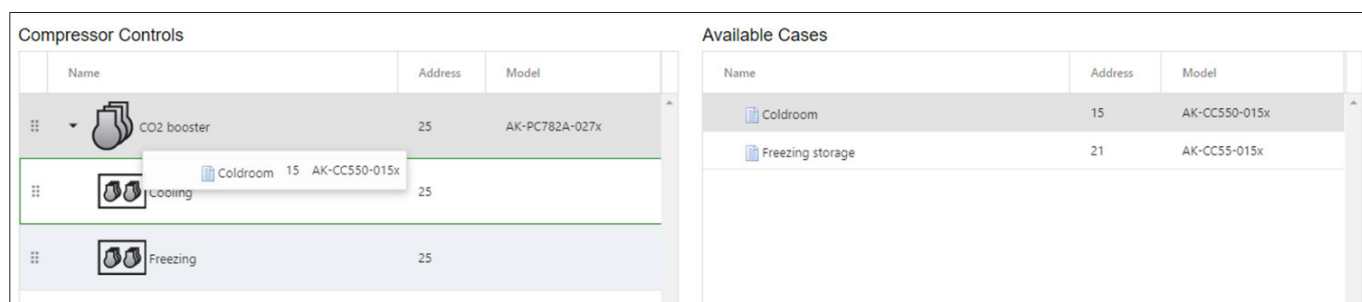 Compressor Controls
Name Address Model
CO2 booster 25 AK-PC782A-027x
Coldroom 15 AK-CC550-015x
Cooling 25
Freezing 25
Available Cases
Name Address Model
Coldroom 15 AK-CC550-015x
Freezing storage 21 AK-CC55-015x